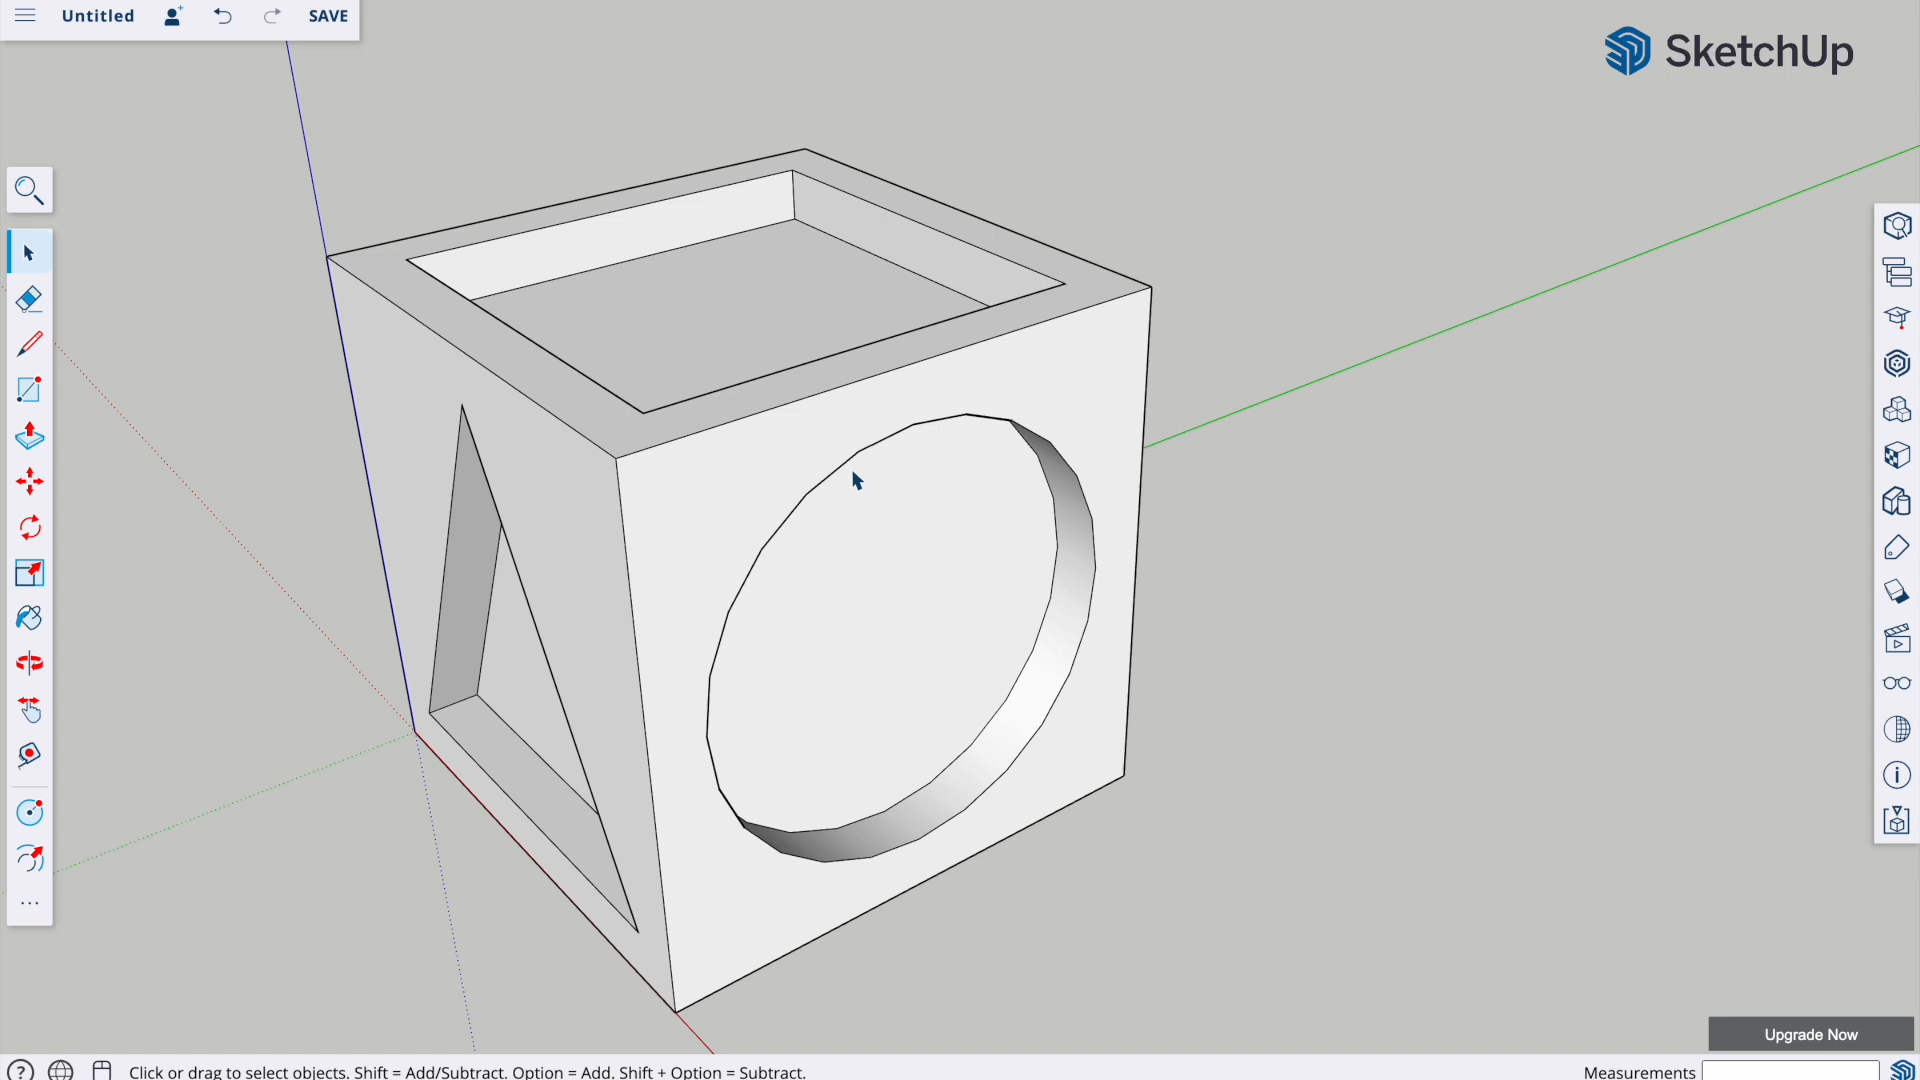 Untitled
SAVE
SketchUp
Upgrade Now
Click or drag to select objects. Shift = Add/Subtract. Option = Add. Shift + Option = Subtract.
Measurements